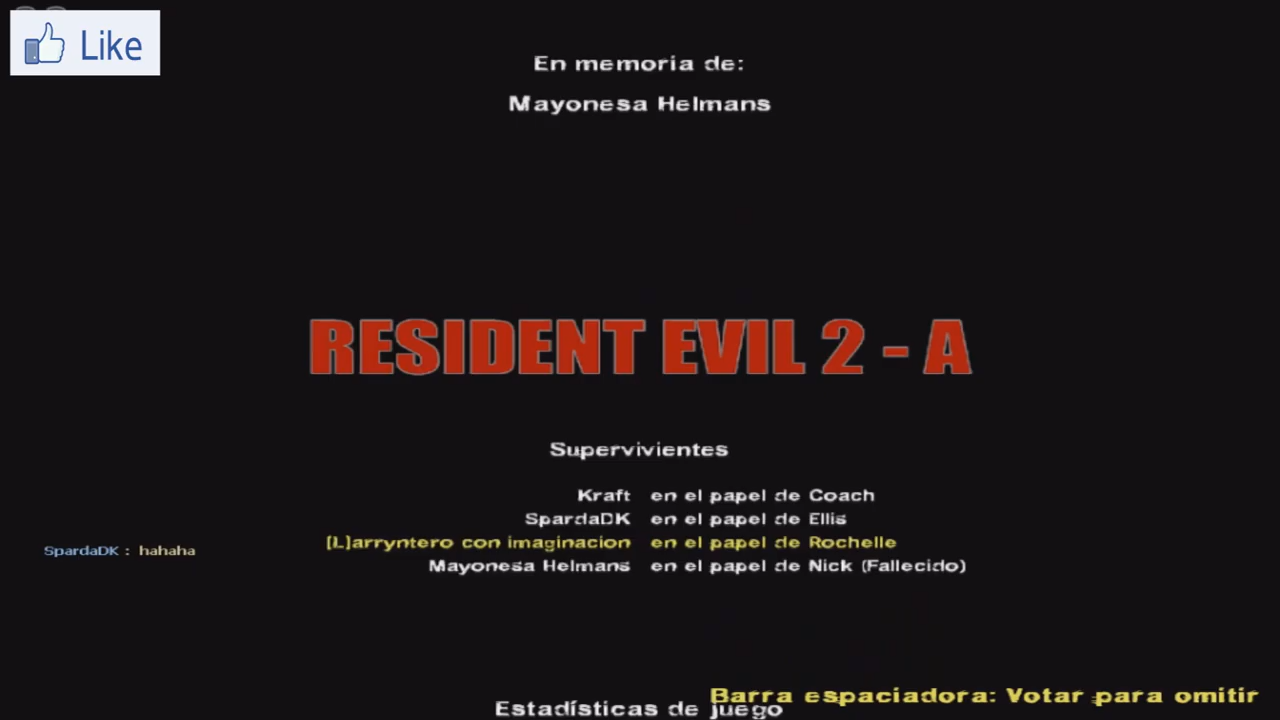 Like
En memoria de:
Mayonesa Helmans
RESIDENT EVIL 2 - A
Supervivientes
Kraft en el papel de Coach
SpardaDK en el papel de Ellis
[L]arryntero con imaginacion en el papel de Rochelle
SpardaDK : hahaha
Mayonesa Helmans en el papel de Nick (Fallecido)
Barra espaciadora: Votar para omitir
Estadísticas de juego